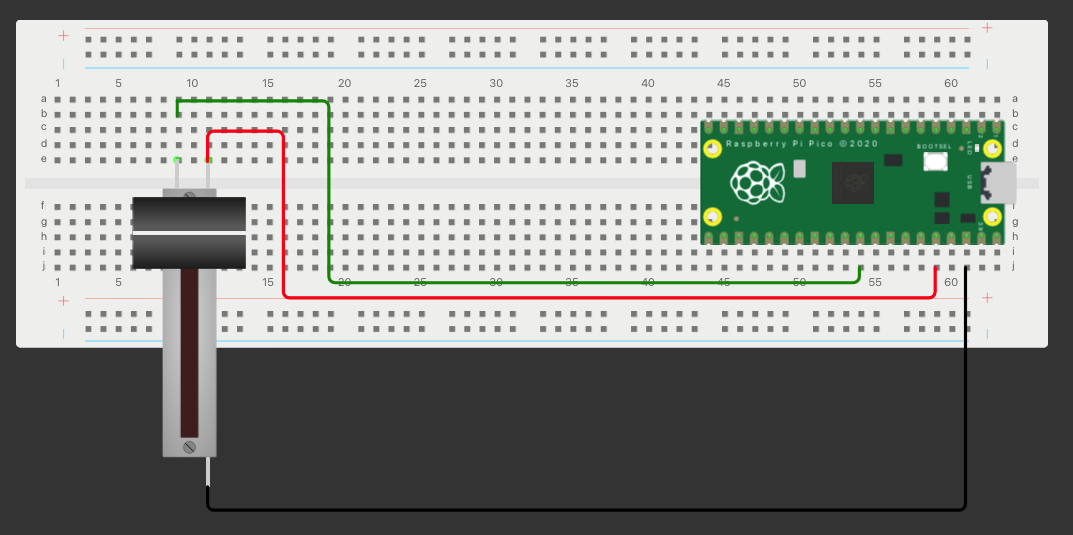 + +
| |
1 5 10 15 20 25 30 35 40 45 50 55 60
a a
b b
c c
d d
e e
Raspberry Pi Pico ©2020
BOOTSEL
LED
USB
f f
g g
h h
i i
j j
1 5 15 20 25 30 35 40 45 50 55 60
+ +
| |